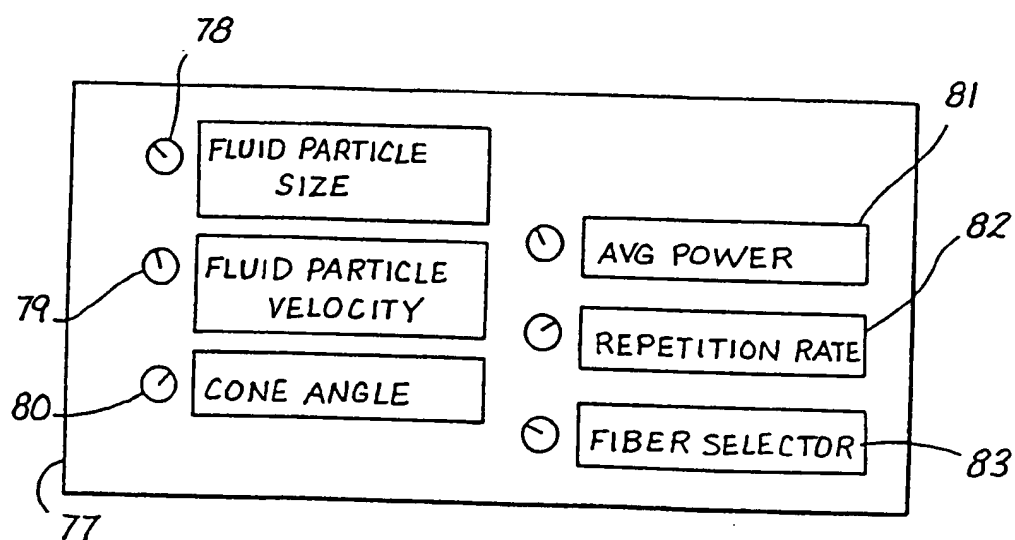 78
FLUID PARTICLE
SIZE
79
FLUID PARTICLE
VELOCITY
80
CONE ANGLE
77
81
AVG POWER
82
REPETITION RATE
FIBER SELECTOR
83